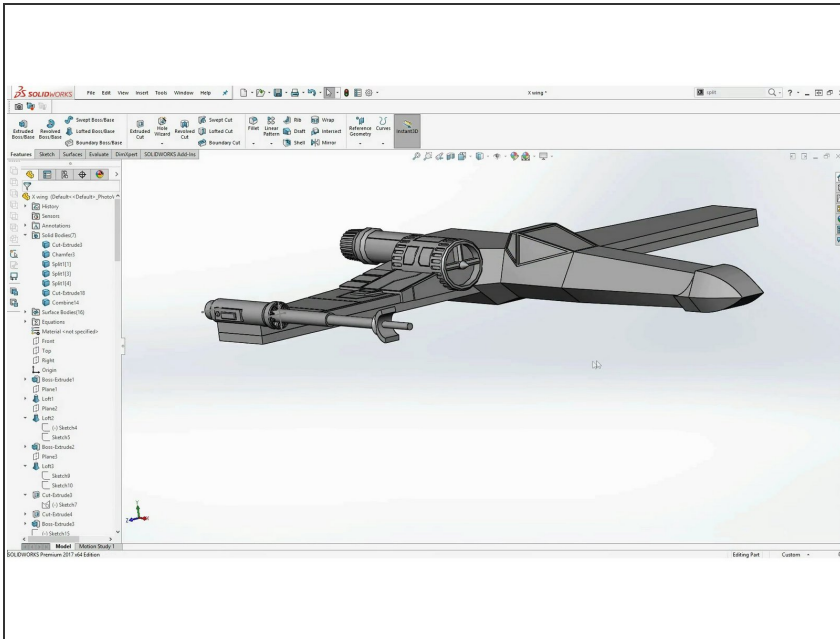 SOLIDWORKS File Edit View Insert Tools Window Help X wing * split
Extruded Boss/Base Revolved Boss/Base Swept Boss/Base Lofted Boss/Base Boundary Boss/Base Extruded Cut Hole Wizard Revolved Cut Swept Cut Lofted Cut Boundary Cut Fillet Linear Pattern Rib Draft Shell Wrap Intersect Mirror Reference Geometry Curves Instant3D
Features Sketch Surfaces Evaluate DimXpert SOLIDWORKS Add-Ins
X wing (Default<<Default>_PhotoV
History
Sensors
Annotations
Solid Bodies(7)
Cut-Extrude2
Chamfer3
Split1[1]
Split1[3]
Split1[4]
Cut-Extrude18
Combine14
Surface Bodies(16)
Equations
Material <not specified>
Front
Top
Right
Origin
Boss-Extrude1
Plane1
Loft1
Plane2
Loft2
(-) Sketch4
Sketch5
Boss-Extrude2
Plane3
Loft3
Sketch9
Sketch10
Cut-Extrude3
(-) Sketch7
Cut-Extrude4
Boss-Extrude3
(-) Sketch15
Model Motion Study 1
SOLIDWORKS Premium 2017 x64 Edition Editing Part Custom